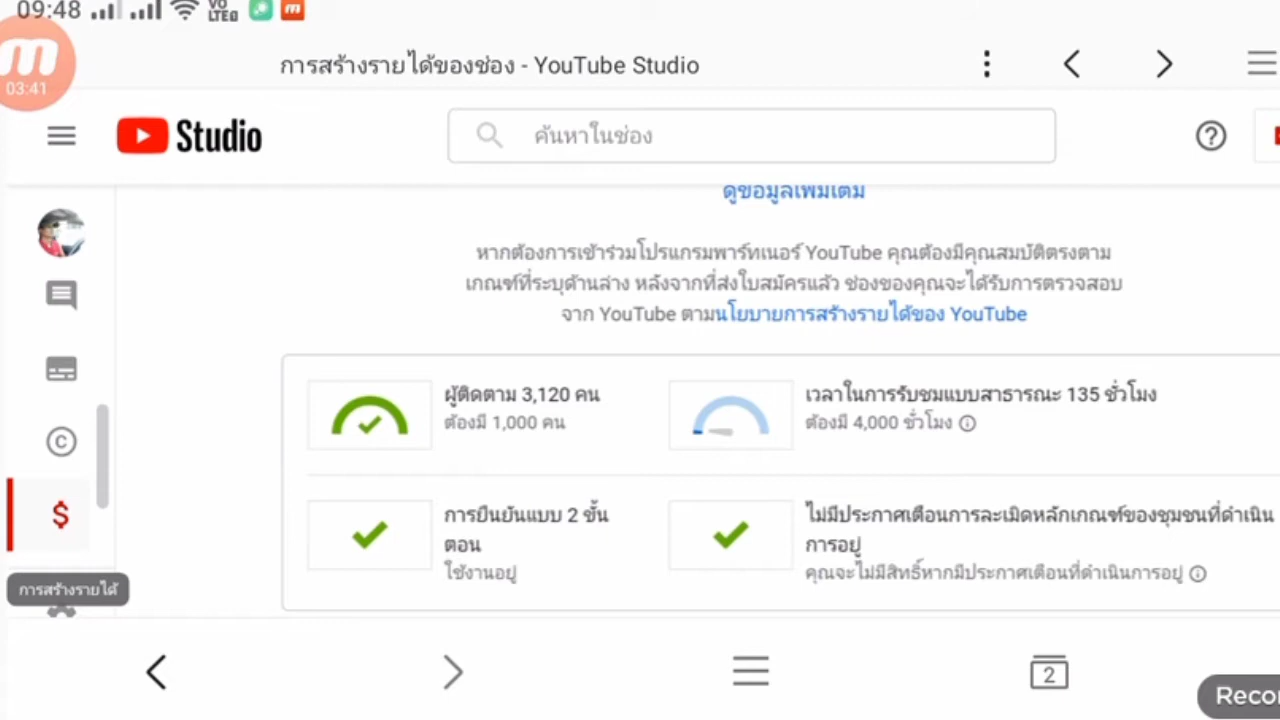 09:48
VO
LTE
m
03:41
การสร้างรายได้ของช่อง - YouTube Studio
Studio
ค้นหาในช่อง
ดูข้อมูลเพิ่มเติม
หากต้องการเข้าร่วมโปรแกรมพาร์ทเนอร์ YouTube คุณต้องมีคุณสมบัติตรงตาม
เกณฑ์ที่ระบุด้านล่าง หลังจากที่ส่งใบสมัครแล้ว ช่องของคุณจะได้รับการตรวจสอบ
จาก YouTube ตามนโยบายการสร้างรายได้ของ YouTube
ผู้ติดตาม 3,120 คน
ต้องมี 1,000 คน
เวลาในการรับชมแบบสาธารณะ 135 ชั่วโมง
ต้องมี 4,000 ชั่วโมง
การยืนยันแบบ 2 ขั้น
ตอน
ใช้งานอยู่
ไม่มีประกาศเตือนการละเมิดหลักเกณฑ์ของชุมชนที่ดำเนิน
การอยู่
คุณจะไม่มีสิทธิ์หากมีประกาศเตือนที่ดำเนินการอยู่
การสร้างรายได้
2